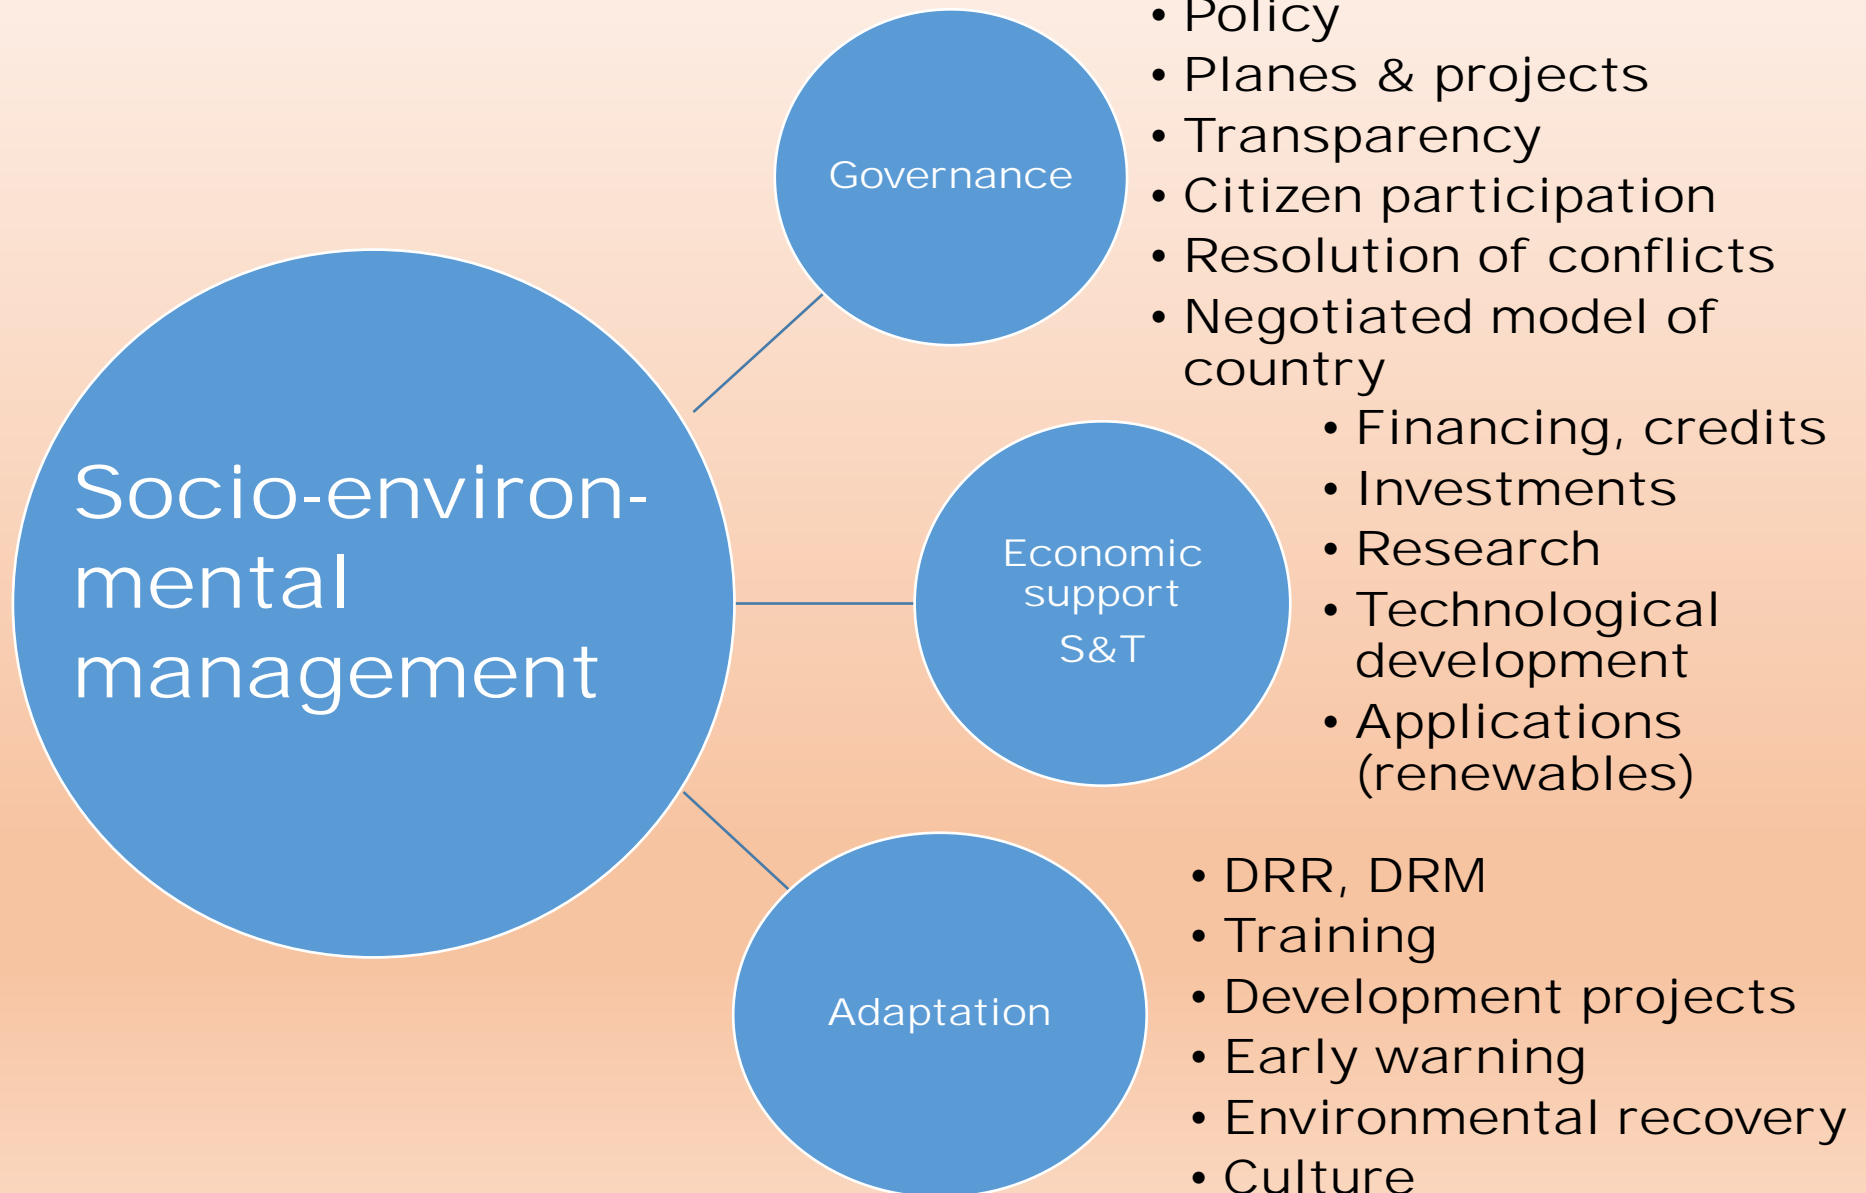 Socio-environ-
mental
management
Governance
• Policy
• Planes & projects
• Transparency
• Citizen participation
• Resolution of conflicts
• Negotiated model of
country
Economic
support
S&T
• Financing, credits
• Investments
• Research
• Technological
development
• Applications
(renewables)
Adaptation
• DRR, DRM
• Training
• Development projects
• Early warning
• Environmental recovery
• Culture